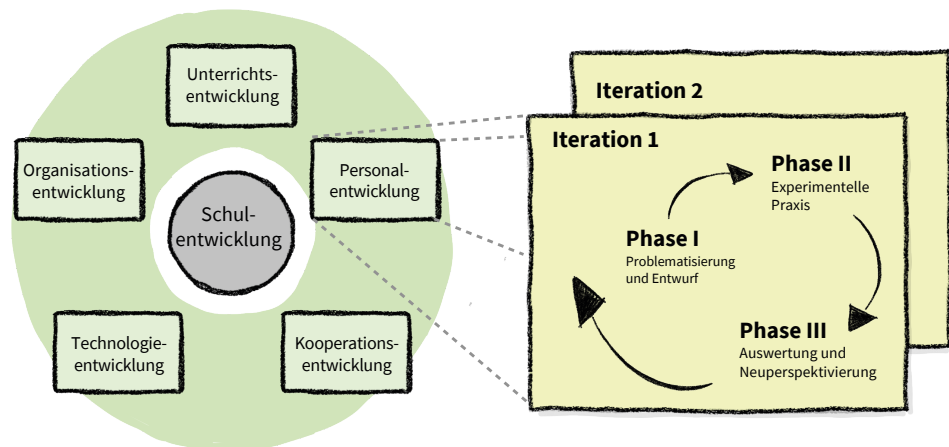 Unterrichts-
entwicklung
Organisations-
entwicklung
Personal-
entwicklung
Schul-
entwicklung
Technologie-
entwicklung
Kooperations-
entwicklung
Iteration 2
Iteration 1
Phase II
Experimentelle
Praxis
Phase I
Problematisierung
und Entwurf
Phase III
Auswertung und
Neuperspektivierung